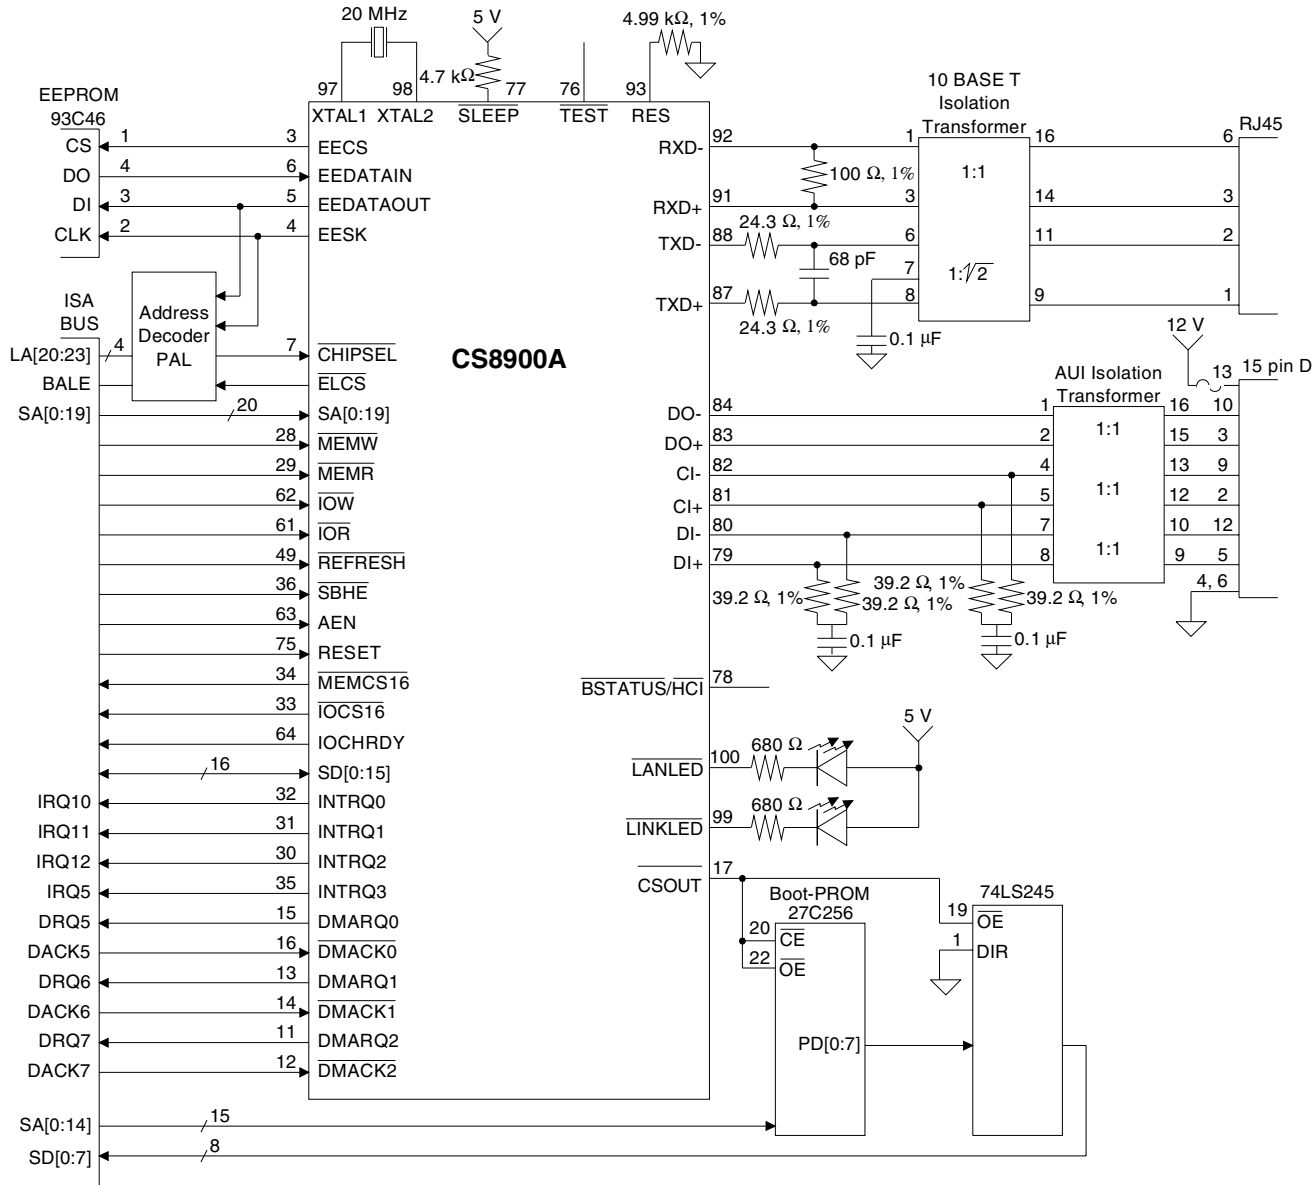 20 MHz
5 V
4.99 kΩ, 1%
4.7 kΩ
97
98
77
76
93
XTAL1
XTAL2
SLEEP
TEST
RES
EEPROM
93C46
CS
1
3
EECS
DO
4
6
EEDATAIN
DI
3
5
EEDATAOUT
CLK
2
4
EESK
ISA
BUS
Address
Decoder
PAL
LA[20:23]
4
7
CHIPSEL
BALE
ELCS
SA[0:19]
20
SA[0:19]
28
MEMW
29
MEMR
62
IOW
61
IOR
49
REFRESH
36
SBHE
63
AEN
75
RESET
34
MEMCS16
33
IOCS16
64
IOCHRDY
16
SD[0:15]
IRQ10
32
INTRQ0
IRQ11
31
INTRQ1
IRQ12
30
INTRQ2
IRQ5
35
INTRQ3
DRQ5
15
DMARQ0
DACK5
16
DMACK0
DRQ6
13
DMARQ1
DACK6
14
DMACK1
DRQ7
11
DMARQ2
DACK7
12
DMACK2
SA[0:14]
15
SD[0:7]
8
CS8900A
10 BASE T
Isolation
Transformer
RJ45
RXD-
92
1
16
6
100 Ω, 1%
1:1
RXD+
91
3
14
3
24.3 Ω, 1%
TXD-
88
6
11
2
68 pF
7
1:√2
TXD+
87
8
9
1
24.3 Ω, 1%
0.1 µF
12 V
13
15 pin D
AUI Isolation
Transformer
DO-
84
1
1:1
16
10
DO+
83
2
15
3
CI-
82
4
13
9
1:1
CI+
81
5
12
2
DI-
80
7
10
12
1:1
DI+
79
8
9
5
4, 6
39.2 Ω, 1%
39.2 Ω, 1%
39.2 Ω, 1%
39.2 Ω, 1%
0.1 µF
0.1 µF
BSTATUS/HCI
78
5 V
LANLED
100
680 Ω
LINKLED
99
680 Ω
CSOUT
17
Boot-PROM
27C256
20
CE
22
OE
PD[0:7]
74LS245
19
OE
1
DIR